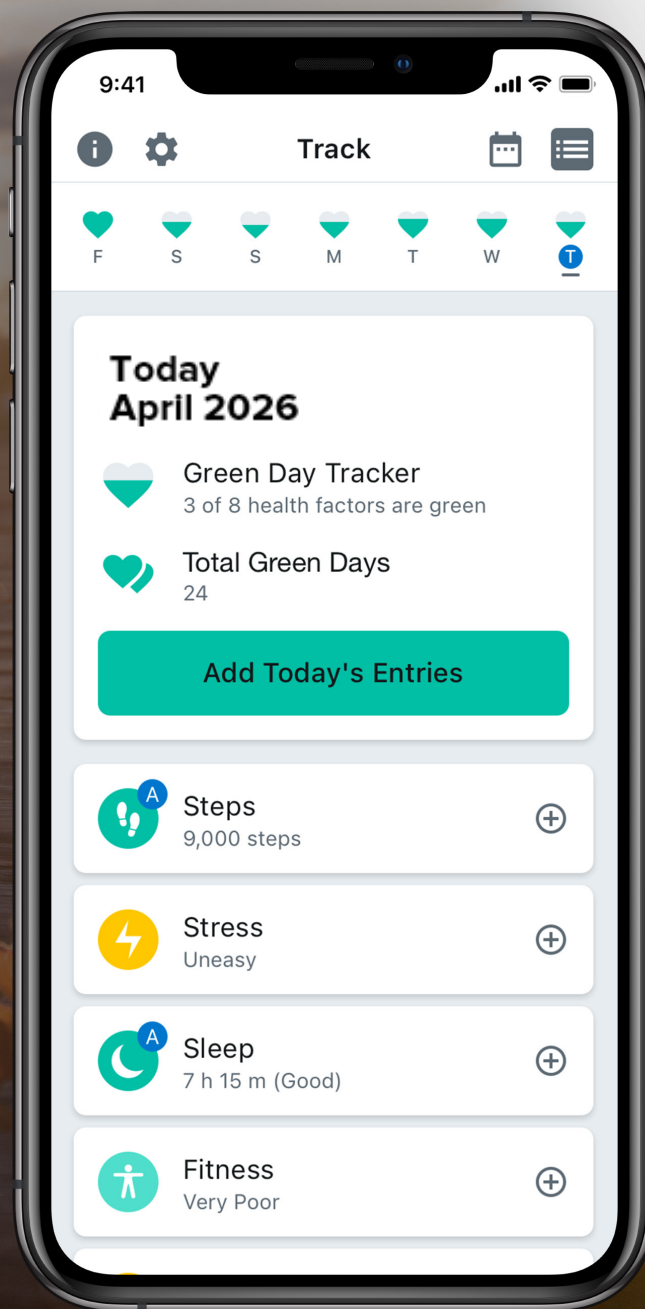 9:41
Track
F S S M T W T
Today
April 2026
Green Day Tracker
3 of 8 health factors are green
Total Green Days
24
Add Today's Entries
A
Steps
9,000 steps
Stress
Uneasy
A
Sleep
7 h 15 m (Good)
Fitness
Very Poor